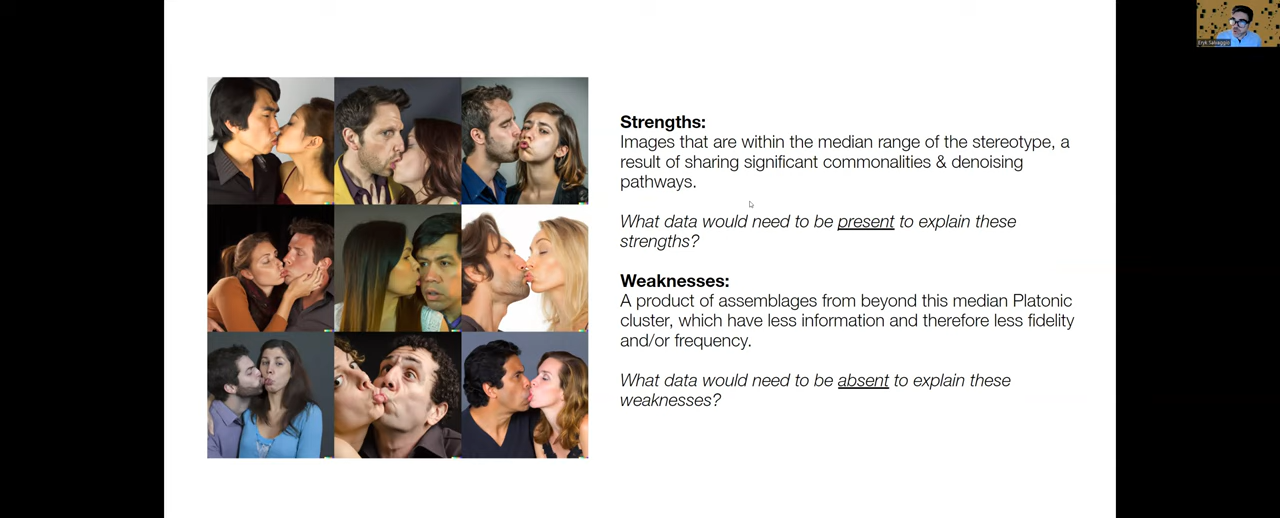 Strengths:
Images that are within the median range of the stereotype, a
result of sharing significant commonalities & denoising
pathways.
What data would need to be present to explain these
strengths?
Weaknesses:
A product of assemblages from beyond this median Platonic
cluster, which have less information and therefore less fidelity
and/or frequency.
What data would need to be absent to explain these
weaknesses?
Eryk Salvaggio